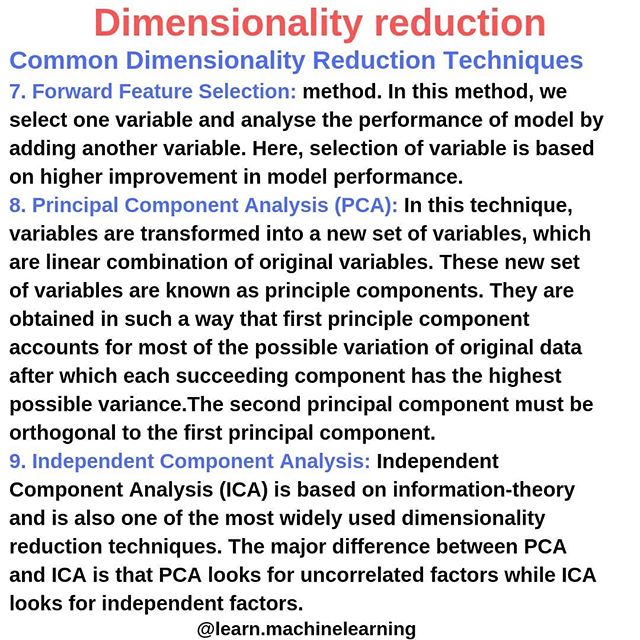 Dimensionality reduction
Common Dimensionality Reduction Techniques
7. Forward Feature Selection: method. In this method, we
select one variable and analyse the performance of model by
adding another variable. Here, selection of variable is based
on higher improvement in model performance.
8. Principal Component Analysis (PCA): In this technique,
variables are transformed into a new set of variables, which
are linear combination of original variables. These new set
of variables are known as principle components. They are
obtained in such a way that first principle component
accounts for most of the possible variation of original data
after which each succeeding component has the highest
possible variance.The second principal component must be
orthogonal to the first principal component.
9. Independent Component Analysis: Independent
Component Analysis (ICA) is based on information-theory
and is also one of the most widely used dimensionality
reduction techniques. The major difference between PCA
and ICA is that PCA looks for uncorrelated factors while ICA
looks for independent factors.
@learn.machinelearning